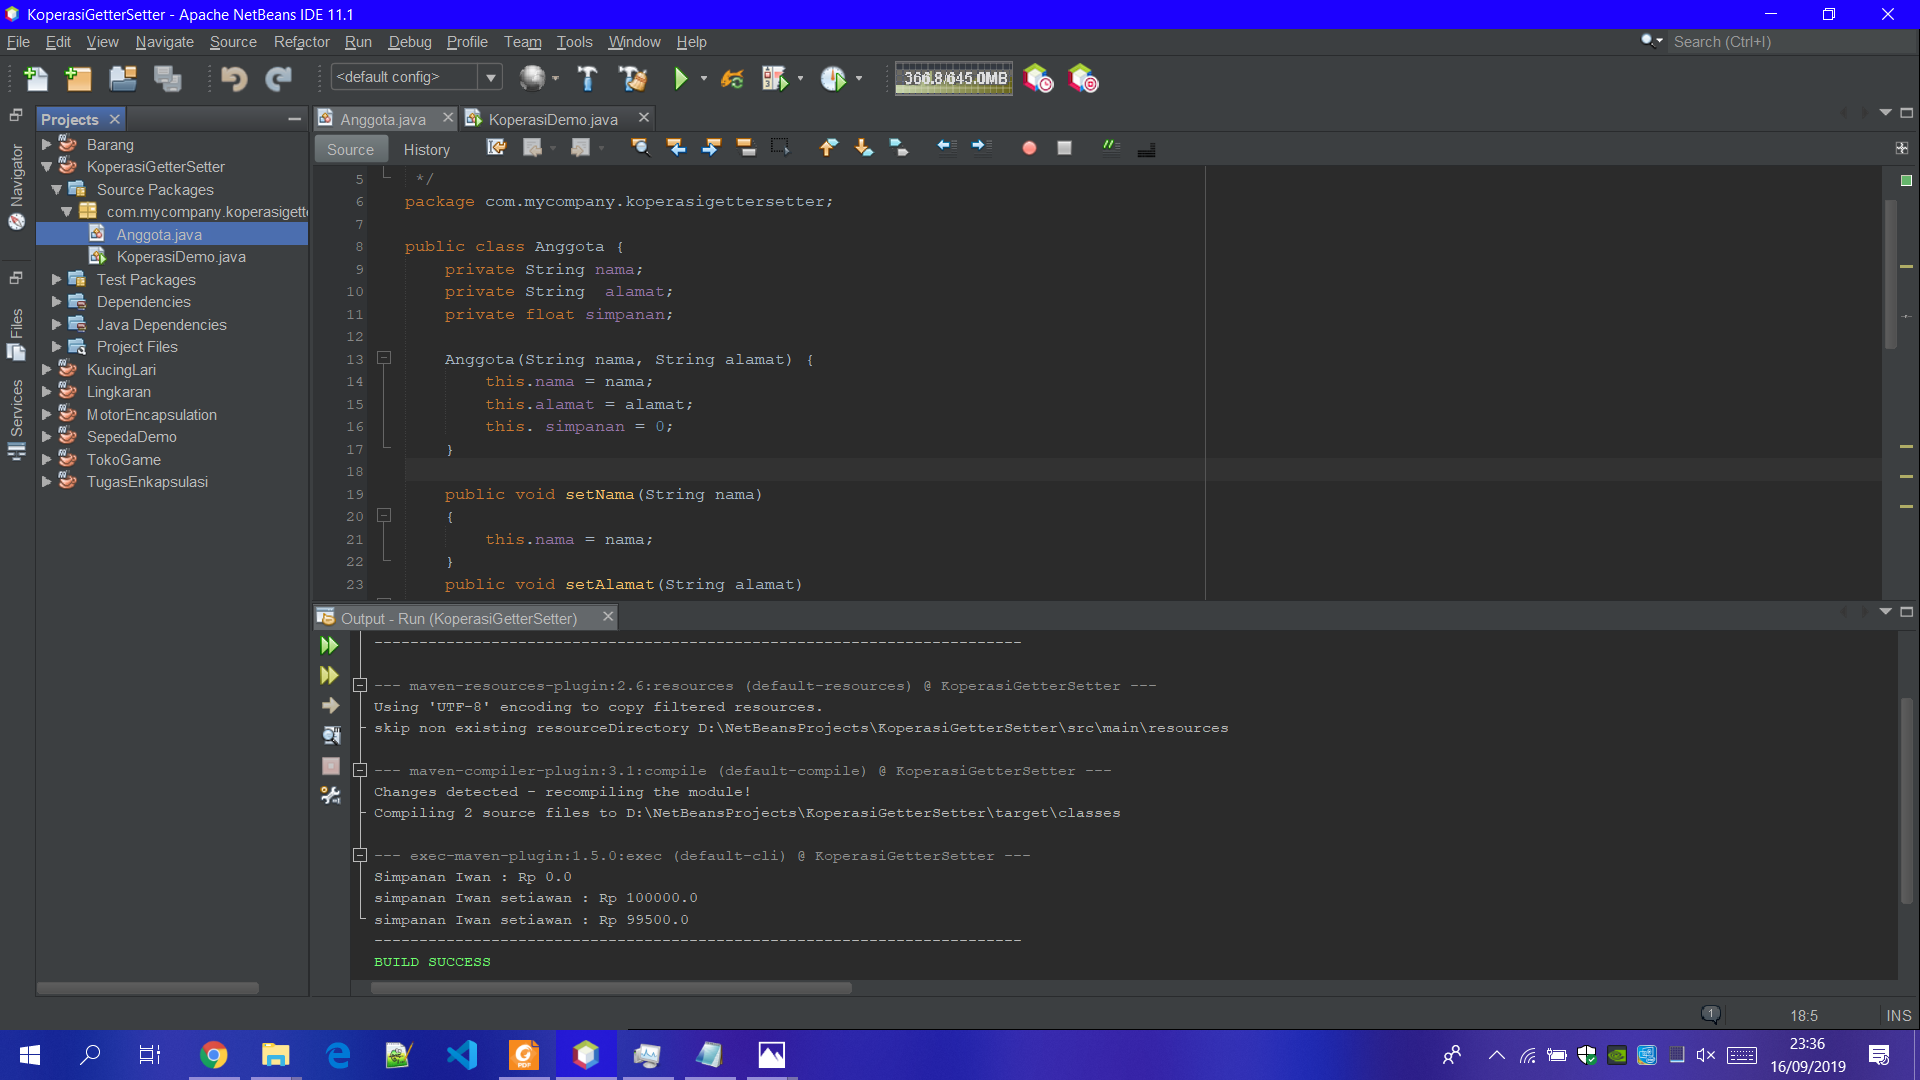 KoperasiGetterSetter - Apache NetBeans IDE 11.1
File Edit View Navigate Source Refactor Run Debug Profile Team Tools Window Help
Search (Ctrl+I)
<default config>
366.8/645.0MB
Projects
Anggota.java
KoperasiDemo.java
Source History
Navigator
Files
Services
Barang
KoperasiGetterSetter
Source Packages
com.mycompany.koperasigett
Anggota.java
KoperasiDemo.java
Test Packages
Dependencies
Java Dependencies
Project Files
KucingLari
Lingkaran
MotorEncapsulation
SepedaDemo
TokoGame
TugasEnkapsulasi
5 */
6 package com.mycompany.koperasigettersetter;
7
8 public class Anggota {
9 private String nama;
10 private String  alamat;
11 private float simpanan;
12
13 Anggota(String nama, String alamat) {
14 this.nama = nama;
15 this.alamat = alamat;
16 this. simpanan = 0;
17 }
18
19 public void setNama(String nama)
20 {
21 this.nama = nama;
22 }
23 public void setAlamat(String alamat)
Output - Run (KoperasiGetterSetter)
------------------------------------------------------------------------
--- maven-resources-plugin:2.6:resources (default-resources) @ KoperasiGetterSetter ---
Using 'UTF-8' encoding to copy filtered resources.
skip non existing resourceDirectory D:\NetBeansProjects\KoperasiGetterSetter\src\main\resources
--- maven-compiler-plugin:3.1:compile (default-compile) @ KoperasiGetterSetter ---
Changes detected - recompiling the module!
Compiling 2 source files to D:\NetBeansProjects\KoperasiGetterSetter\target\classes
--- exec-maven-plugin:1.5.0:exec (default-cli) @ KoperasiGetterSetter ---
Simpanan Iwan : Rp 0.0
simpanan Iwan setiawan : Rp 100000.0
simpanan Iwan setiawan : Rp 99500.0
------------------------------------------------------------------------
BUILD SUCCESS
1
18:5
INS
23:36
16/09/2019